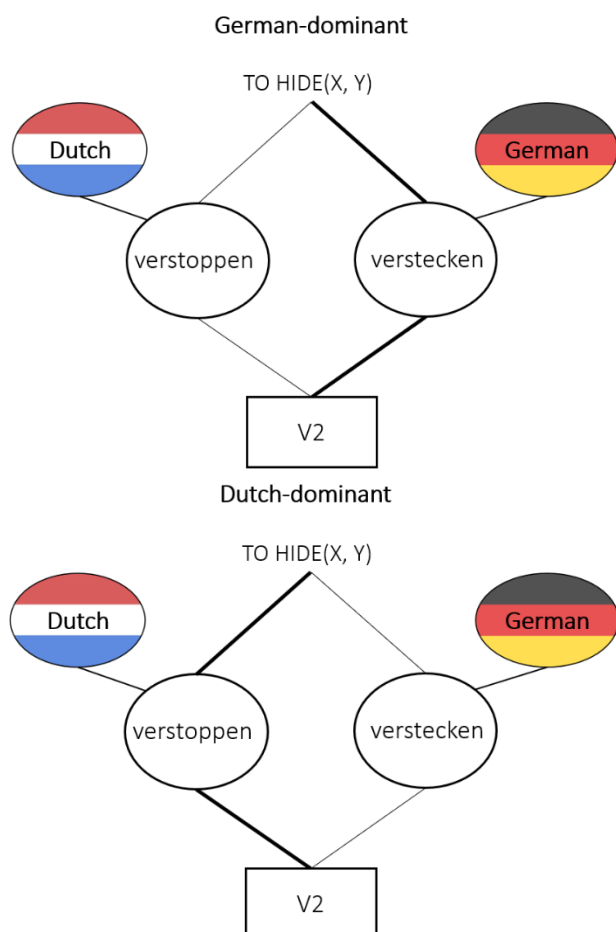 German-dominant
TO HIDE(X, Y)
Dutch
German
verstoppen
verstecken
V2
Dutch-dominant
TO HIDE(X, Y)
Dutch
German
verstoppen
verstecken
V2